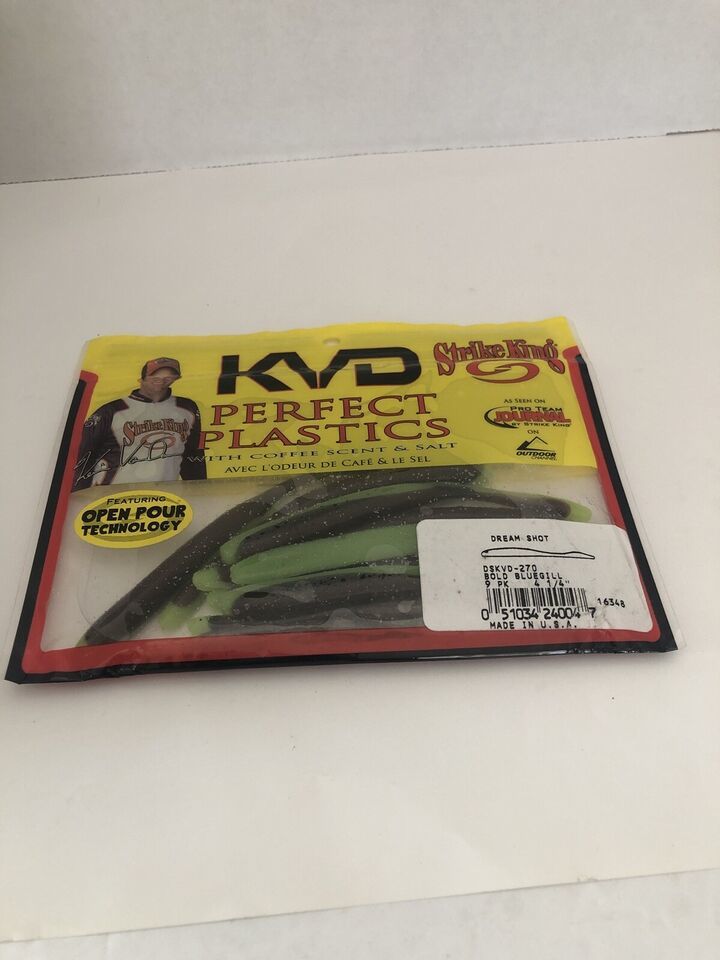 KVD
Strike King
PERFECT
PLASTICS
WITH COFFEE SCENT & SALT
AVEC L'ODEUR DE CAFÉ & LE SEL
AS SEEN ON
PRO TEAM
JOURNAL
BY STRIKE KING
ON
OUTDOOR
CHANNEL
Strike King
FEATURING
OPEN POUR
TECHNOLOGY
DREAM SHOT
DSKVD-270
BOLD BLUEGILL
9 PK 4 1/4"
16348
0 51034 24004 7
MADE IN U.S.A.